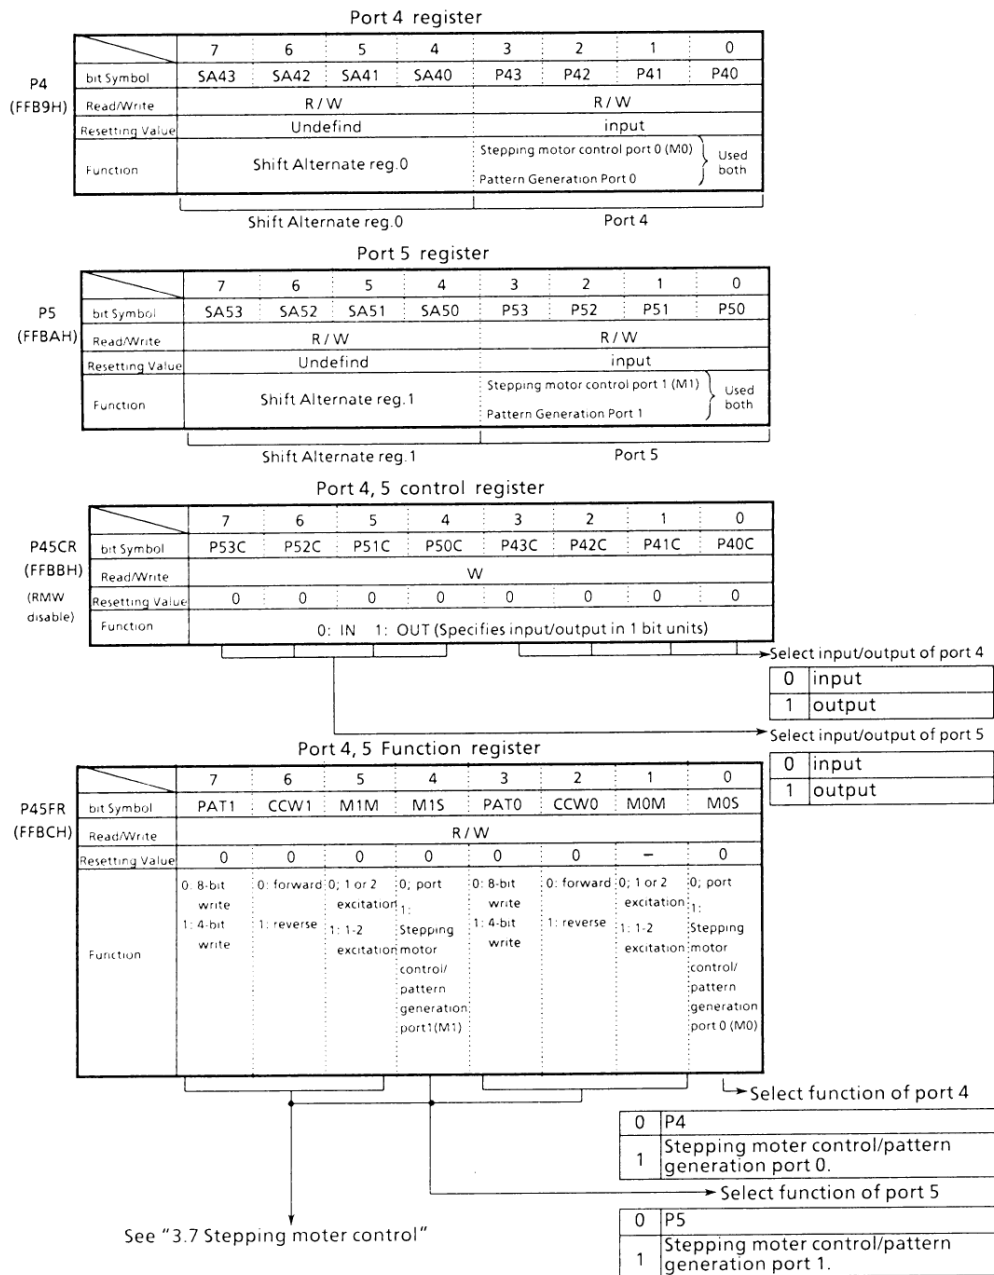 Port 4 register
7 6 5 4 3 2 1 0
P4
(FFB9H)
bit Symbol SA43 SA42 SA41 SA40 P43 P42 P41 P40
Read/Write R / W R / W
Resetting Value Undefind input
Function Shift Alternate reg.0 Stepping motor control port 0 (M0) Pattern Generation Port 0 Used both
Shift Alternate reg.0 Port 4
Port 5 register
7 6 5 4 3 2 1 0
P5
(FFBAH)
bit Symbol SA53 SA52 SA51 SA50 P53 P52 P51 P50
Read/Write R / W R / W
Resetting Value Undefind input
Function Shift Alternate reg.1 Stepping motor control port 1 (M1) Pattern Generation Port 1 Used both
Shift Alternate reg.1 Port 5
Port 4, 5 control register
7 6 5 4 3 2 1 0
P45CR
(FFBBH)
(RMW
disable)
bit Symbol P53C P52C P51C P50C P43C P42C P41C P40C
Read/Write W
Resetting Value 0 0 0 0 0 0 0 0
Function 0: IN 1: OUT (Specifies input/output in 1 bit units)
Select input/output of port 4
0 input
1 output
Select input/output of port 5
0 input
1 output
Port 4, 5 Function register
7 6 5 4 3 2 1 0
P45FR
(FFBCH)
bit Symbol PAT1 CCW1 M1M M1S PAT0 CCW0 M0M M0S
Read/Write R / W
Resetting Value 0 0 0 0 0 0 – 0
Function
0: 8-bit write
1: 4-bit write
0: forward
1: reverse
0; 1 or 2 excitation
1: 1-2 excitation
0; port
1: Stepping motor control/ pattern generation port1(M1)
0: 8-bit write
1: 4-bit write
0: forward
1: reverse
0; 1 or 2 excitation
1: 1-2 excitation
0; port
1: Stepping motor control/ pattern generation port 0 (M0)
Select function of port 4
0 P4
1 Stepping moter control/pattern generation port 0.
Select function of port 5
0 P5
1 Stepping moter control/pattern generation port 1.
See "3.7 Stepping moter control"